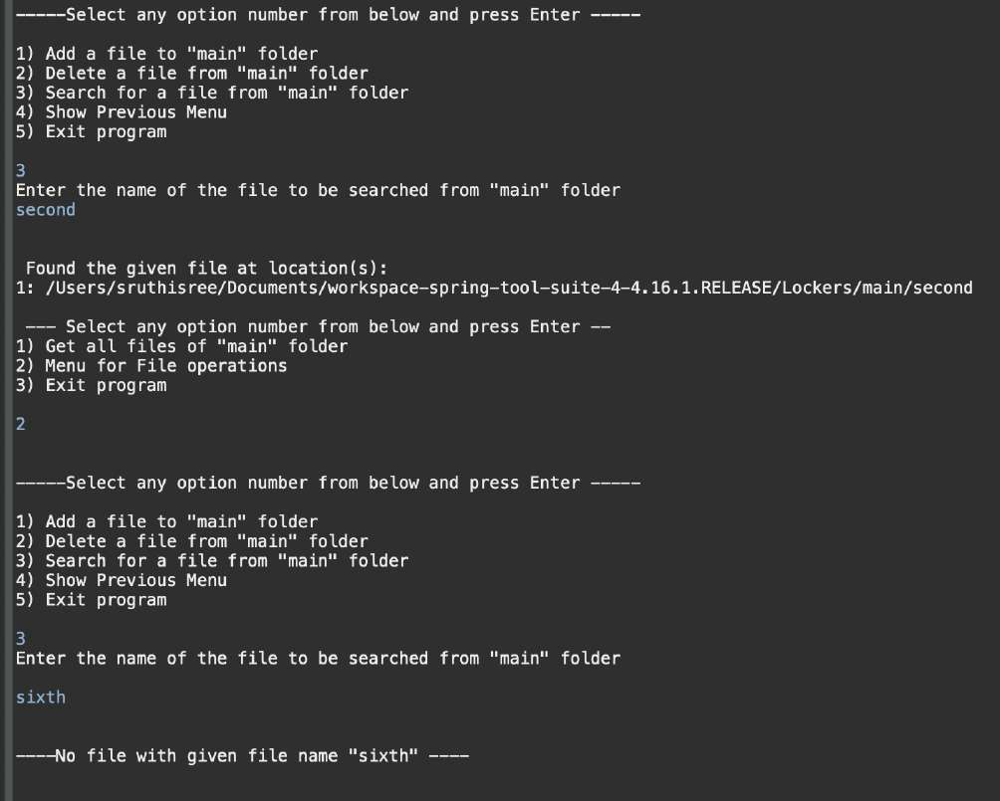 -----Select any option number from below and press Enter -----
1) Add a file to "main" folder
2) Delete a file from "main" folder
3) Search for a file from "main" folder
4) Show Previous Menu
5) Exit program
3
Enter the name of the file to be searched from "main" folder
second
Found the given file at location(s):
1: /Users/sruthisree/Documents/workspace-spring-tool-suite-4-4.16.1.RELEASE/Lockers/main/second
--- Select any option number from below and press Enter --
1) Get all files of "main" folder
2) Menu for File operations
3) Exit program
2
-----Select any option number from below and press Enter -----
1) Add a file to "main" folder
2) Delete a file from "main" folder
3) Search for a file from "main" folder
4) Show Previous Menu
5) Exit program
3
Enter the name of the file to be searched from "main" folder
sixth
----No file with given file name "sixth" ----